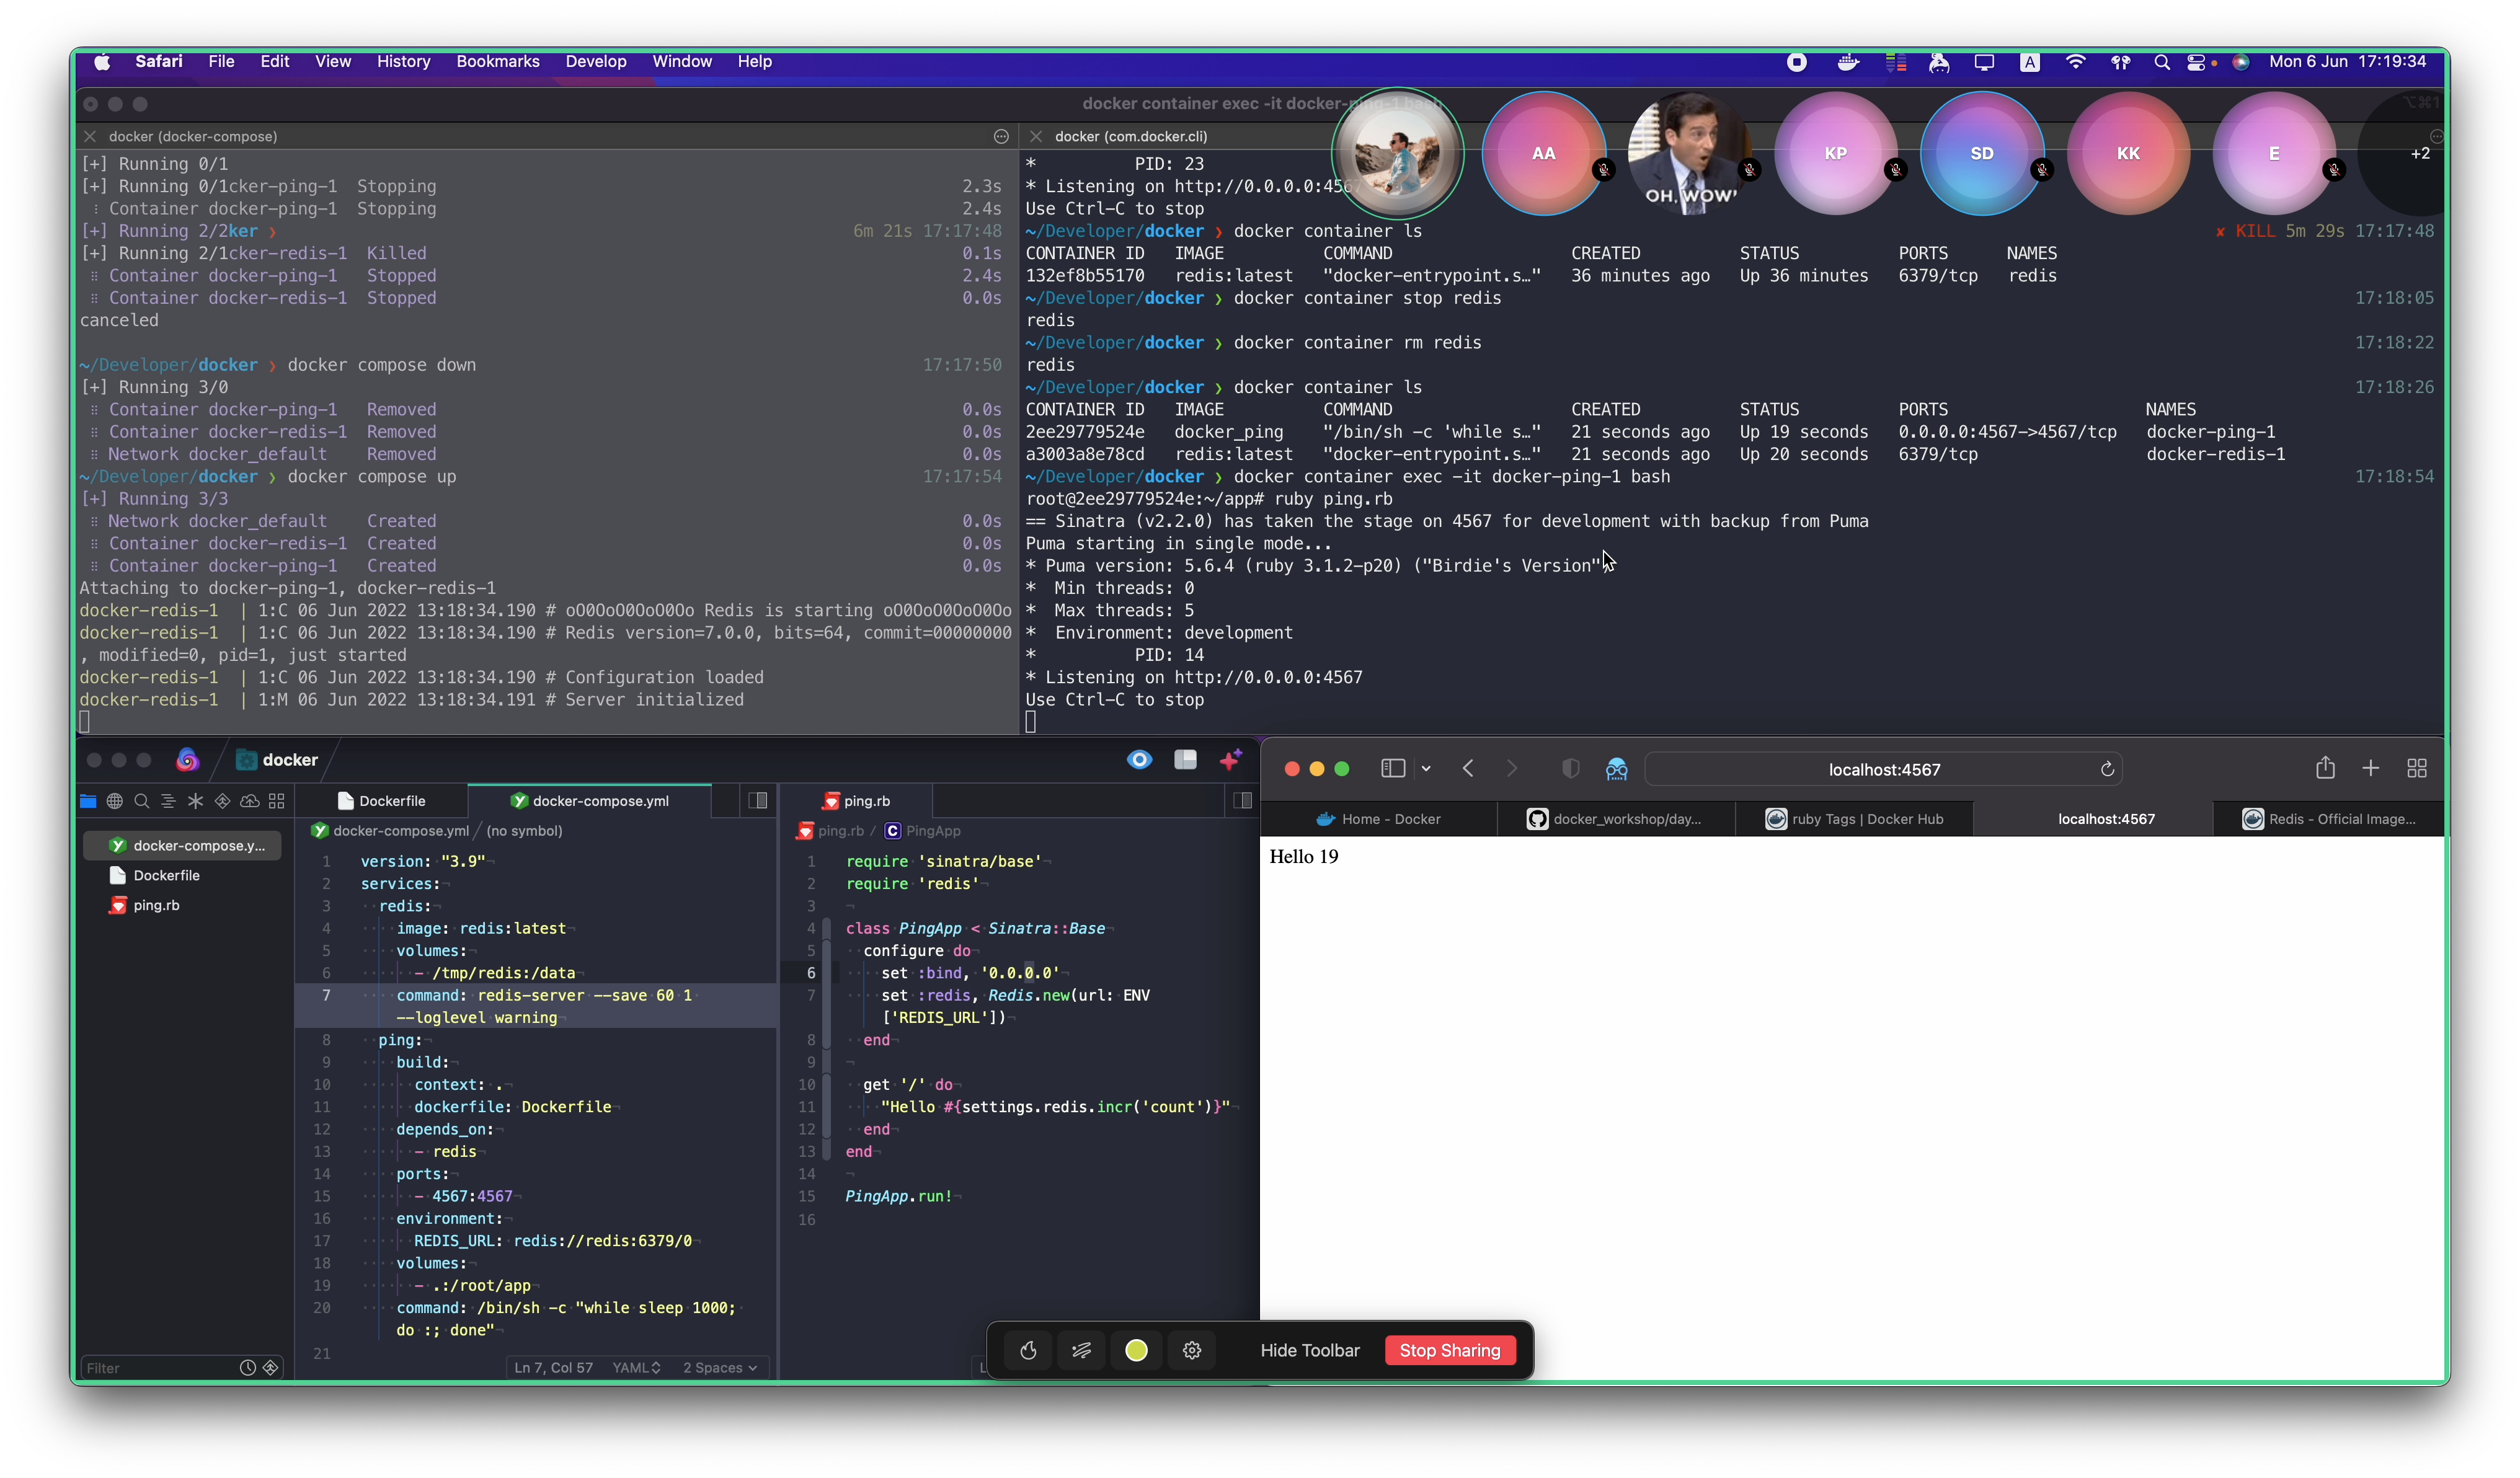 Safari File Edit View History Bookmarks Develop Window Help
A
Mon 6 Jun 17:19:34
docker container exec -it docker-ping-1 bash
⌥⌘1
docker (docker-compose)
[+] Running 0/1
[+] Running 0/1cker-ping-1 Stopping 2.3s
⠇ Container docker-ping-1 Stopping 2.4s
[+] Running 2/2ker ❯ 6m 21s 17:17:48
[+] Running 2/1cker-redis-1 Killed 0.1s
⠿ Container docker-ping-1 Stopped 2.4s
⠿ Container docker-redis-1 Stopped 0.0s
canceled
~/Developer/docker ❯ docker compose down 17:17:50
[+] Running 3/0
⠿ Container docker-ping-1 Removed 0.0s
⠿ Container docker-redis-1 Removed 0.0s
⠿ Network docker_default Removed 0.0s
~/Developer/docker ❯ docker compose up 17:17:54
[+] Running 3/3
⠿ Network docker_default Created 0.0s
⠿ Container docker-redis-1 Created 0.0s
⠿ Container docker-ping-1 Created 0.0s
Attaching to docker-ping-1, docker-redis-1
docker-redis-1 | 1:C 06 Jun 2022 13:18:34.190 # oO0OoO0OoO0Oo Redis is starting oO0OoO0OoO0Oo
docker-redis-1 | 1:C 06 Jun 2022 13:18:34.190 # Redis version=7.0.0, bits=64, commit=00000000
, modified=0, pid=1, just started
docker-redis-1 | 1:C 06 Jun 2022 13:18:34.190 # Configuration loaded
docker-redis-1 | 1:M 06 Jun 2022 13:18:34.191 # Server initialized
docker (com.docker.cli)
AA
OH, WOW'
KP
SD
KK
E
+2
* PID: 23
* Listening on http://0.0.0.0:4567
Use Ctrl-C to stop
~/Developer/docker ❯ docker container ls ✘ KILL 5m 29s 17:17:48
CONTAINER ID IMAGE COMMAND CREATED STATUS PORTS NAMES
132ef8b55170 redis:latest "docker-entrypoint.s…" 36 minutes ago Up 36 minutes 6379/tcp redis
~/Developer/docker ❯ docker container stop redis 17:18:05
redis
~/Developer/docker ❯ docker container rm redis 17:18:22
redis
~/Developer/docker ❯ docker container ls 17:18:26
CONTAINER ID IMAGE COMMAND CREATED STATUS PORTS NAMES
2ee29779524e docker_ping "/bin/sh -c 'while s…" 21 seconds ago Up 19 seconds 0.0.0.0:4567->4567/tcp docker-ping-1
a3003a8e78cd redis:latest "docker-entrypoint.s…" 21 seconds ago Up 20 seconds 6379/tcp docker-redis-1
~/Developer/docker ❯ docker container exec -it docker-ping-1 bash 17:18:54
root@2ee29779524e:~/app# ruby ping.rb
== Sinatra (v2.2.0) has taken the stage on 4567 for development with backup from Puma
Puma starting in single mode...
* Puma version: 5.6.4 (ruby 3.1.2-p20) ("Birdie's Version")
* Min threads: 0
* Max threads: 5
* Environment: development
* PID: 14
* Listening on http://0.0.0.0:4567
Use Ctrl-C to stop
docker
docker-compose.y...
Dockerfile
ping.rb
Filter
Dockerfile
docker-compose.yml
docker-compose.yml / (no symbol)
1 version: "3.9"
2 services:
3 redis:
4 image: redis:latest
5 volumes:
6 - /tmp/redis:/data
7 command: redis-server --save 60 1
--loglevel warning
8 ping:
9 build:
10 context: .
11 dockerfile: Dockerfile
12 depends_on:
13 - redis
14 ports:
15 - 4567:4567
16 environment:
17 REDIS_URL: redis://redis:6379/0
18 volumes:
19 - .:/root/app
20 command: /bin/sh -c "while sleep 1000;
do :; done"
21
Ln 7, Col 57 YAML 2 Spaces
ping.rb
ping.rb / C PingApp
1 require 'sinatra/base'
2 require 'redis'
3
4 class PingApp < Sinatra::Base
5 configure do
6 set :bind, '0.0.0.0'
7 set :redis, Redis.new(url: ENV
['REDIS_URL'])
8 end
9
10 get '/' do
11 "Hello #{settings.redis.incr('count')}"
12 end
13 end
14
15 PingApp.run!
16
L
localhost:4567
Home - Docker
docker_workshop/day...
ruby Tags | Docker Hub
localhost:4567
Redis - Official Image...
Hello 19
Hide Toolbar
Stop Sharing